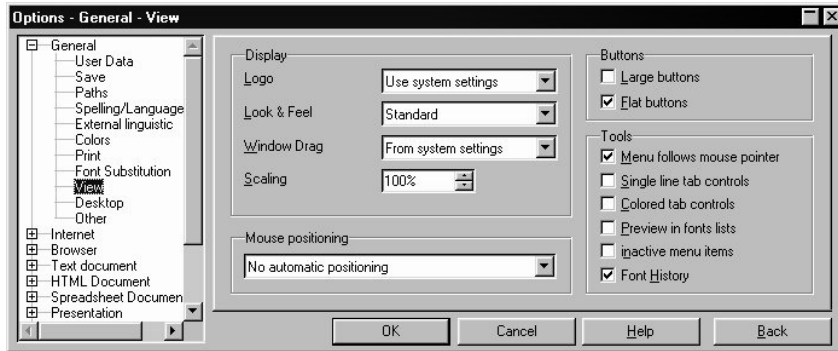 Options - General - View
General
User Data
Save
Paths
Spelling/Language
External linguistic
Colors
Print
Font Substitution
View
Desktop
Other
Internet
Browser
Text document
HTML Document
Spreadsheet Documen
Presentation
Display
Logo
Use system settings
Look & Feel
Standard
Window Drag
From system settings
Scaling
100%
Mouse positioning
No automatic positioning
Buttons
Large buttons
Flat buttons
Tools
Menu follows mouse pointer
Single line tab controls
Colored tab controls
Preview in fonts lists
inactive menu items
Font History
OK
Cancel
Help
Back